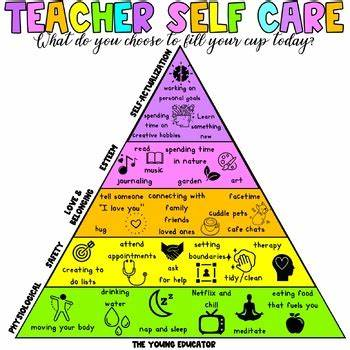 TEACHER SELF CARE
What do you choose to fill your cup today?
SELF-ACTUALIZATION
working on
personal goals
spending
time on
creative hobbies
Learn
something
new
ESTEEM
read
music
spending time
in nature
journaling
garden
art
LOVE &
BELONGING
tell someone
"I love you"
connecting with
family
friends
loved ones
facetime
hug
cuddle pets
cafe chats
SAFETY
attend
appointments
setting
boundaries
therapy
creating
to do lists
ask
for help
tidy/clean
PHYSIOLOGICAL
drinking
water
Netflix and
chill
eating food
that fuels you
moving your body
nap and sleep
meditate
THE YOUNG EDUCATOR